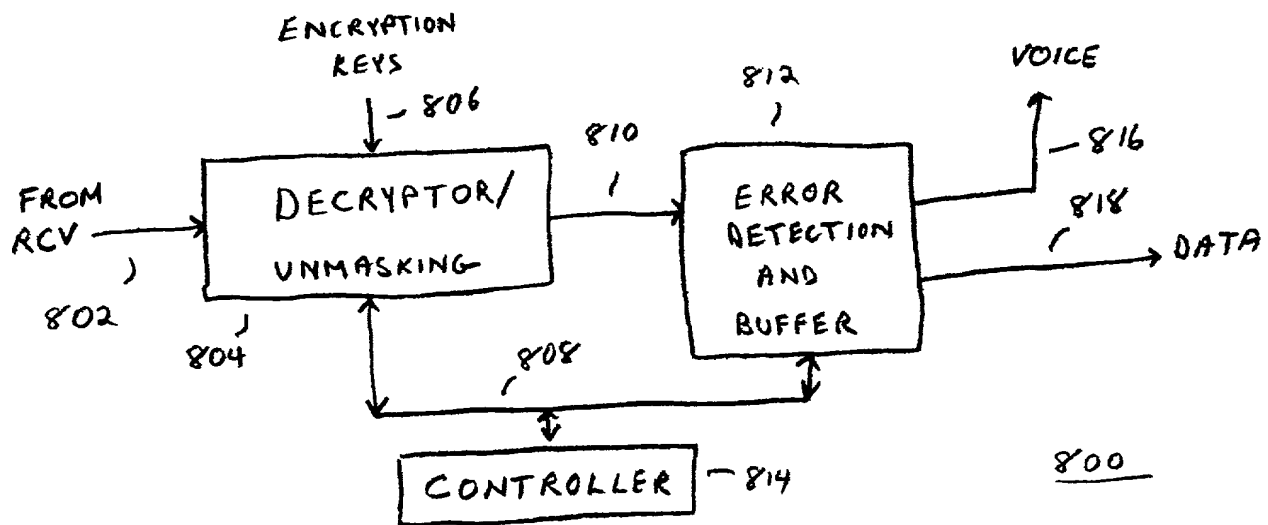 ENCRYPTION
KEYS
806
FROM
RCV
802
DECRYPTOR/
UNMASKING
804
810
812
ERROR
DETECTION
AND
BUFFER
VOICE
816
818
DATA
808
CONTROLLER
814
800